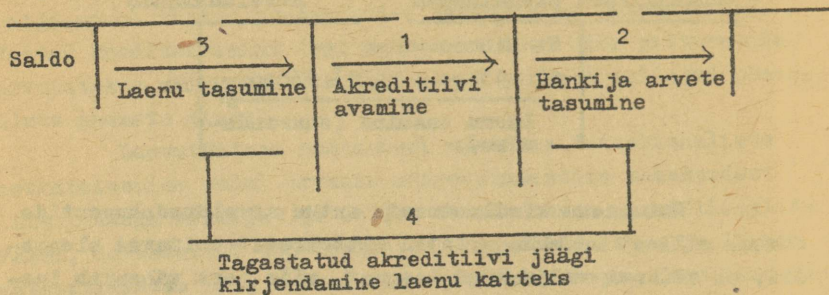 3
1
2
Saldo
Laenu tasumine
Akreditiivi
avamine
Hankija arvete
tasumine
4
Tagastatud akreditiivi jäägi
kirjendamine laenu katteks